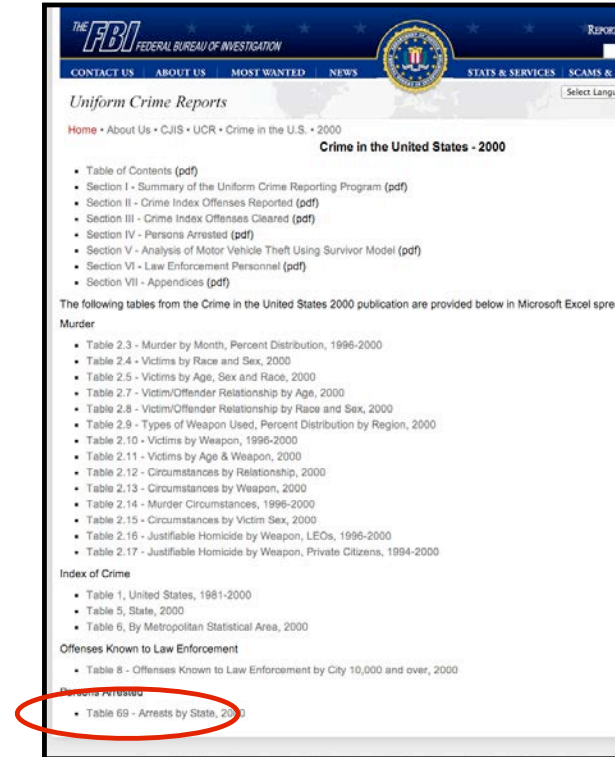 THE FBI FEDERAL BUREAU OF INVESTIGATION
CONTACT US ABOUT US MOST WANTED NEWS STATS & SERVICES SCAMS &
Uniform Crime Reports
Home • About Us • CJIS • UCR • Crime in the U.S. • 2000
Crime in the United States - 2000
• Table of Contents (pdf)
• Section I - Summary of the Uniform Crime Reporting Program (pdf)
• Section II - Crime Index Offenses Reported (pdf)
• Section III - Crime Index Offenses Cleared (pdf)
• Section IV - Persons Arrested (pdf)
• Section V - Analysis of Motor Vehicle Theft Using Survivor Model (pdf)
• Section VI - Law Enforcement Personnel (pdf)
• Section VII - Appendices (pdf)
The following tables from the Crime in the United States 2000 publication are provided below in Microsoft Excel spre
Murder
• Table 2.3 - Murder by Month, Percent Distribution, 1996-2000
• Table 2.4 - Victims by Race and Sex, 2000
• Table 2.5 - Victims by Age, Sex and Race, 2000
• Table 2.7 - Victim/Offender Relationship by Age, 2000
• Table 2.8 - Victim/Offender Relationship by Race and Sex, 2000
• Table 2.9 - Types of Weapon Used, Percent Distribution by Region, 2000
• Table 2.10 - Victims by Weapon, 1996-2000
• Table 2.11 - Victims by Age & Weapon, 2000
• Table 2.12 - Circumstances by Relationship, 2000
• Table 2.13 - Circumstances by Weapon, 2000
• Table 2.14 - Murder Circumstances, 1996-2000
• Table 2.15 - Circumstances by Victim Sex, 2000
• Table 2.16 - Justifiable Homicide by Weapon, LEOs, 1996-2000
• Table 2.17 - Justifiable Homicide by Weapon, Private Citizens, 1994-2000
Index of Crime
• Table 1, United States, 1981-2000
• Table 5, State, 2000
• Table 6, By Metropolitan Statistical Area, 2000
Offenses Known to Law Enforcement
• Table 8 - Offenses Known to Law Enforcement by City 10,000 and over, 2000
Persons Arrested
• Table 69 - Arrests by State, 2000